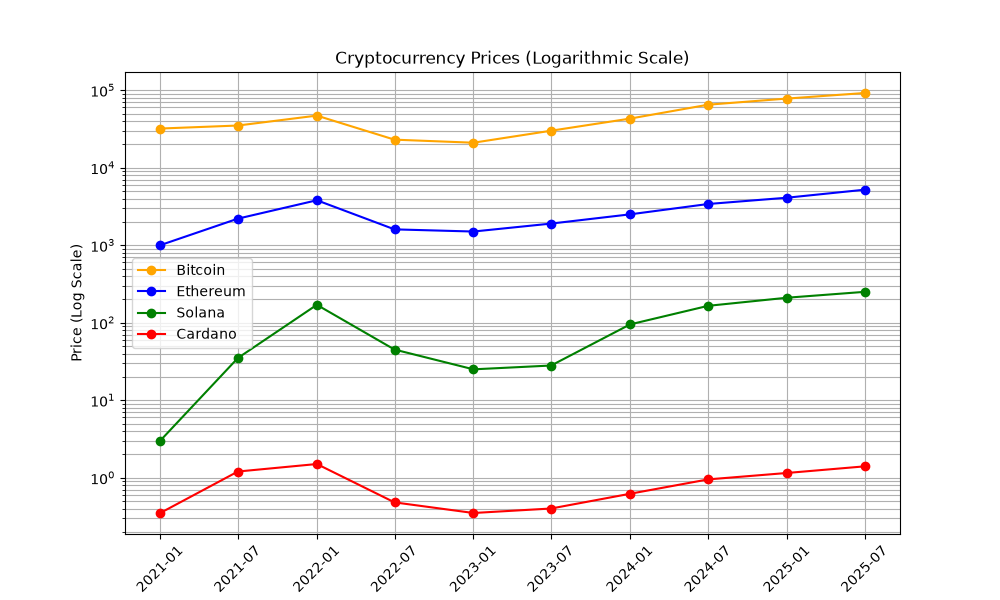 Cryptocurrency Prices (Logarithmic Scale)
Price (Log Scale)
10⁵
10⁴
10³
10²
10¹
10⁰
Bitcoin
Ethereum
Solana
Cardano
2021-01
2021-07
2022-01
2022-07
2023-01
2023-07
2024-01
2024-07
2025-01
2025-07